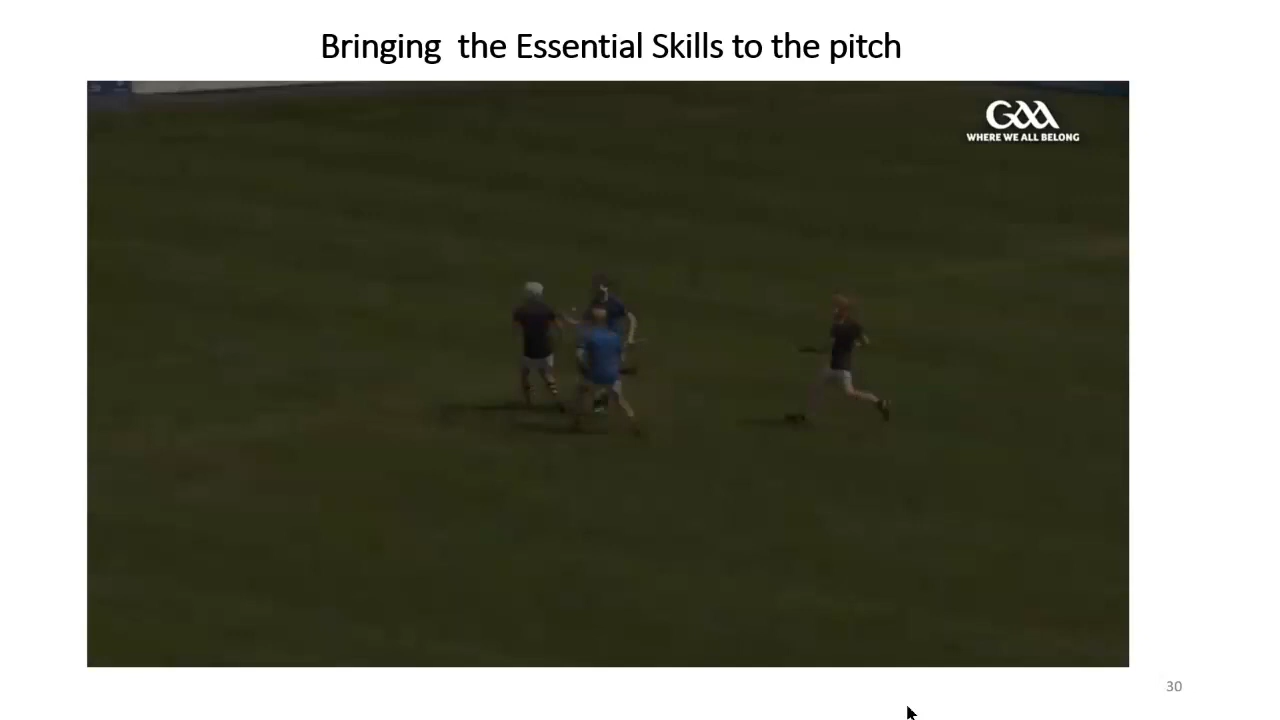 Bringing  the Essential Skills to the pitch
GAA
WHERE WE ALL BELONG
30